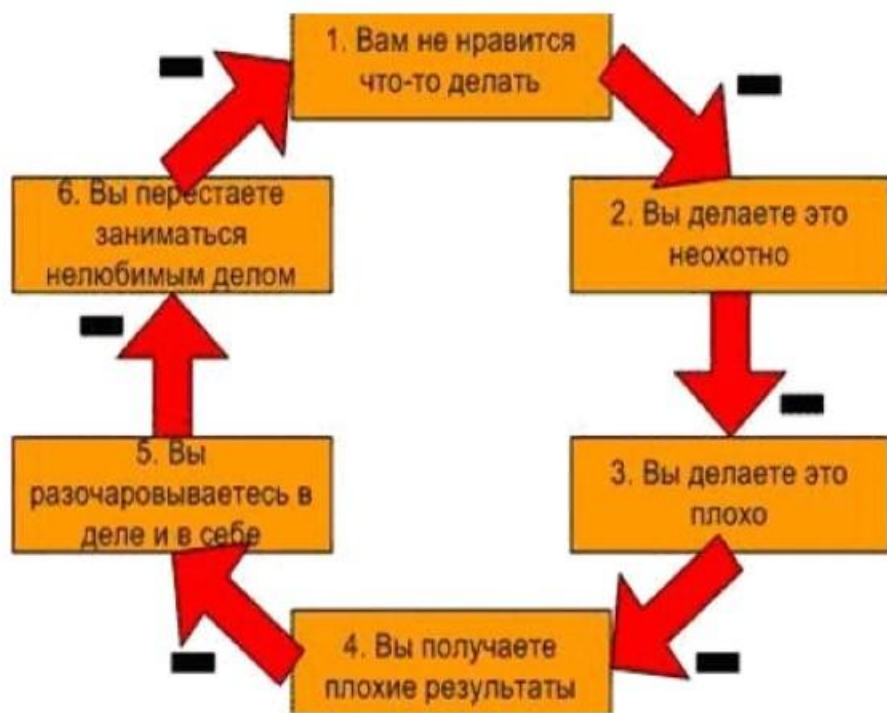 1. Вам не нравится
что-то делать
2. Вы делаете это
неохотно
3. Вы делаете это
плохо
4. Вы получаете
плохие результаты
5. Вы
разочаровываетесь в
деле и в себе
6. Вы перестаете
заниматься
нелюбимым делом